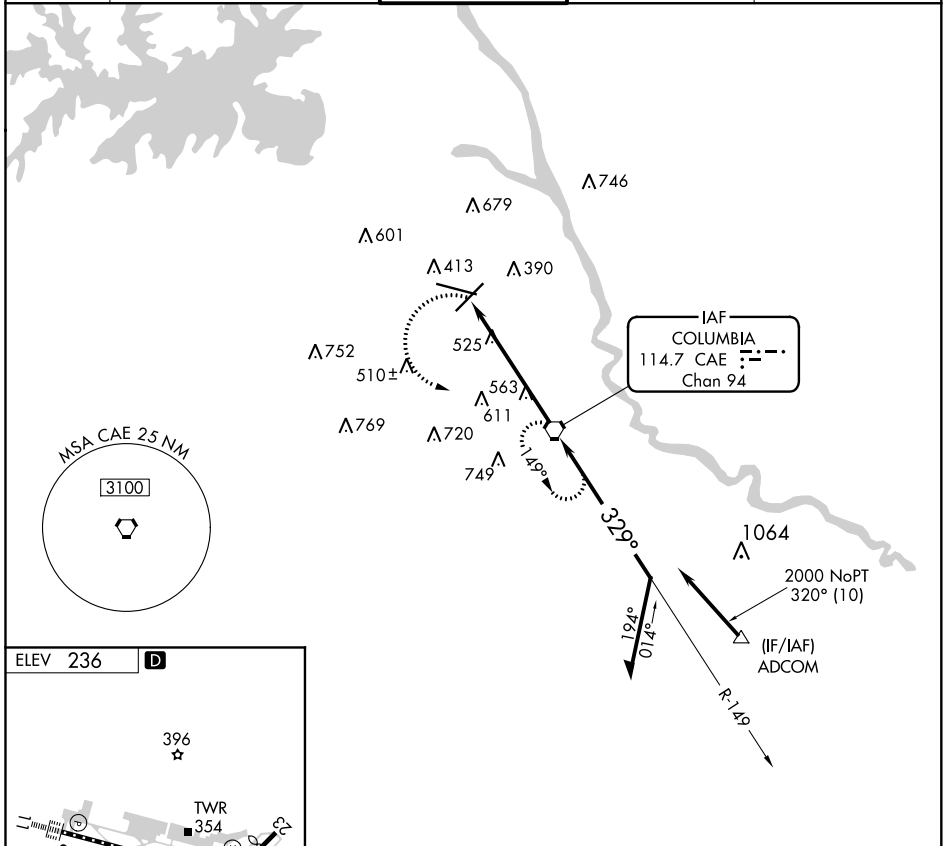 746
679
601
413
390
IAF
COLUMBIA
114.7 CAE
Chan 94
525
752
510±
563
611
769
720
749
149°
MSA CAE 25 NM
3100
329°
1064
2000 NoPT
320° (10)
194°
014°
(IF/IAF)
ADCOM
R-149
ELEV 236 D
396
TWR
354
11
P
23